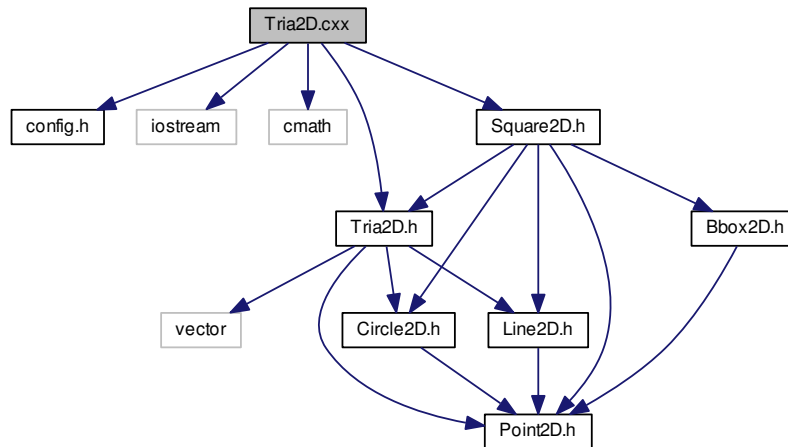 Tria2D.cxx
config.h
iostream
cmath
Square2D.h
Tria2D.h
Bbox2D.h
vector
Circle2D.h
Line2D.h
Point2D.h